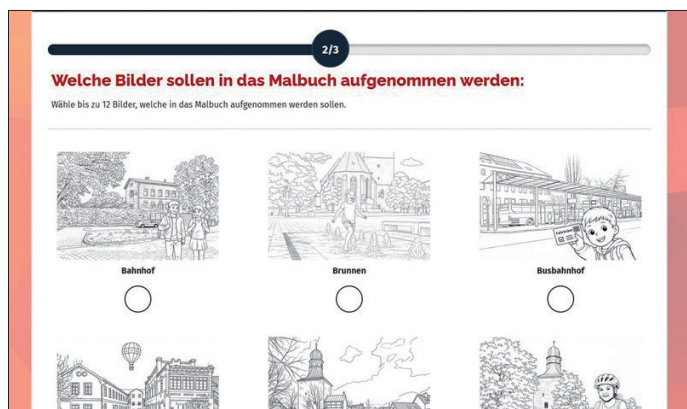 2/3
Welche Bilder sollen in das Malbuch aufgenommen werden:
Wähle bis zu 12 Bilder, welche in das Malbuch aufgenommen werden sollen.
Bahnhof
Brunnen
Busbahnhof